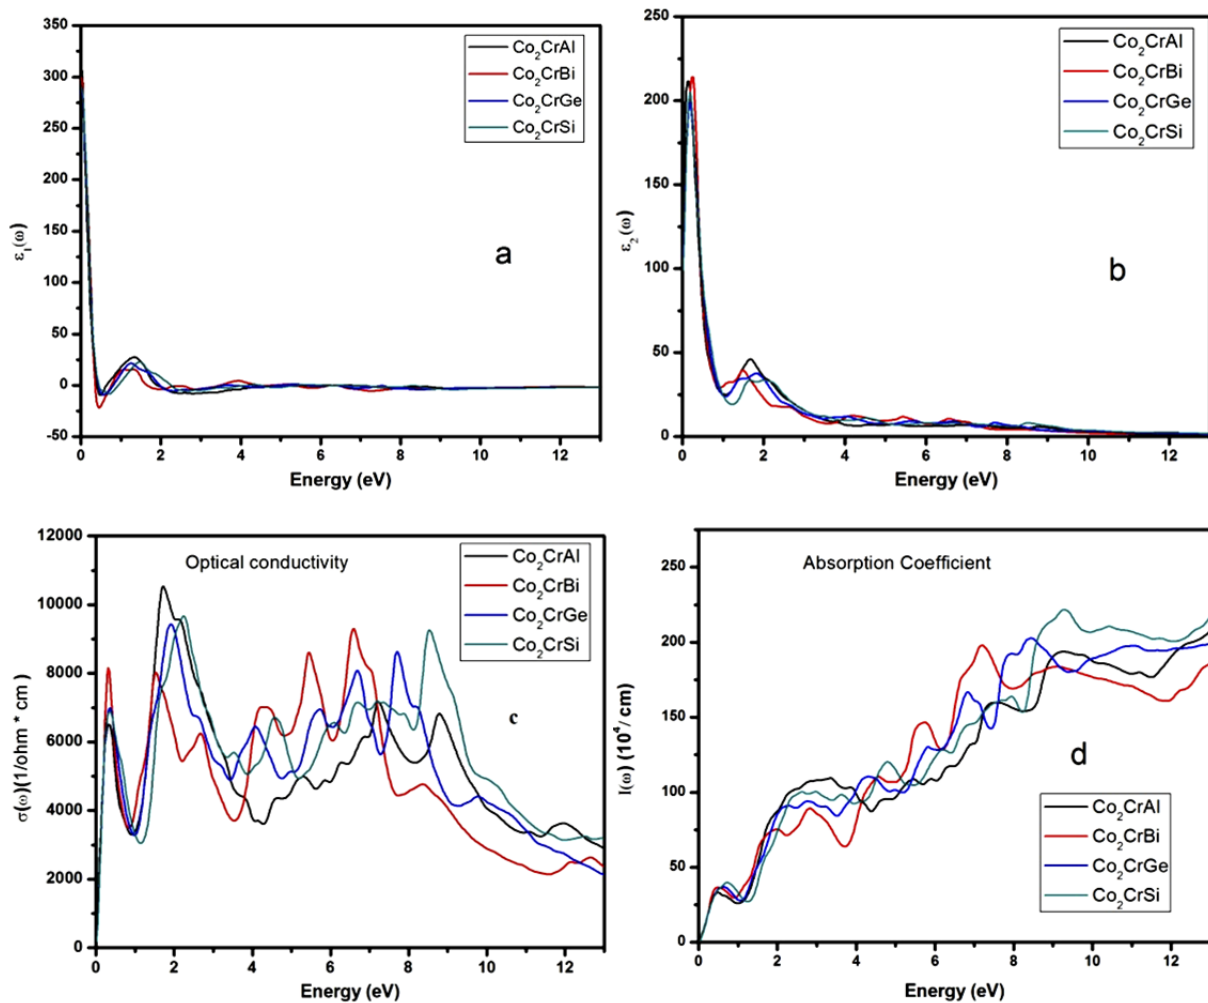 350
300
250
200
150
100
50
0
-50
ε₁(ω)
Co₂CrAl
Co₂CrBi
Co₂CrGe
Co₂CrSi
a
0 2 4 6 8 10 12
Energy (eV)
250
200
150
100
50
0
ε₂(ω)
Co₂CrAl
Co₂CrBi
Co₂CrGe
Co₂CrSi
b
0 2 4 6 8 10 12
Energy (eV)
12000
10000
8000
6000
4000
2000
0
σ(ω)(1/ohm * cm)
Optical conductivity
Co₂CrAl
Co₂CrBi
Co₂CrGe
Co₂CrSi
c
0 2 4 6 8 10 12
Energy (eV)
250
200
150
100
50
0
I(ω) (10⁴/ cm)
Absorption Coefficient
d
Co₂CrAl
Co₂CrBi
Co₂CrGe
Co₂CrSi
0 2 4 6 8 10 12
Energy (eV)